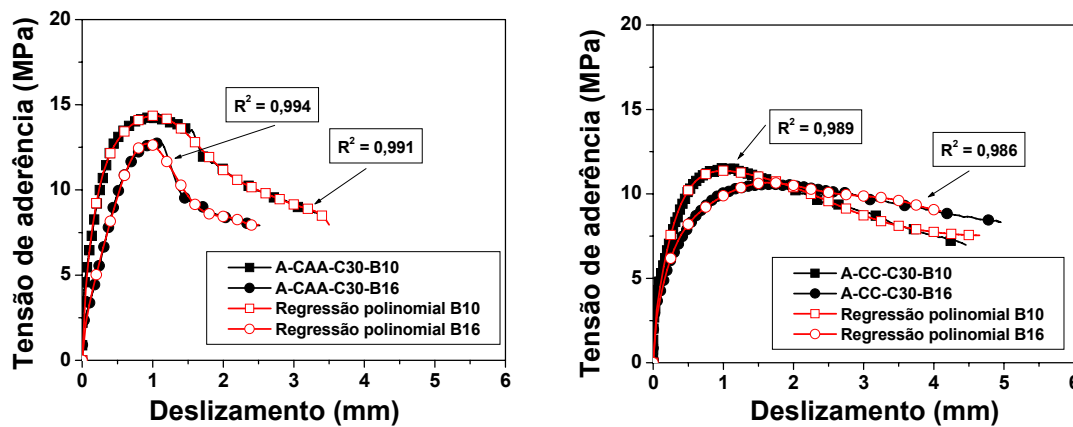 Tensão de aderência (MPa)
20
15
10
5
0
R² = 0,994
R² = 0,991
A-CAA-C30-B10
A-CAA-C30-B16
Regressão polinomial B10
Regressão polinomial B16
0 1 2 3 4 5 6
Deslizamento (mm)
Tensão de aderência (MPa)
20
15
10
5
0
R² = 0,989
R² = 0,986
A-CC-C30-B10
A-CC-C30-B16
Regressão polinomial B10
Regressão polinomial B16
0 1 2 3 4 5 6
Deslizamento (mm)